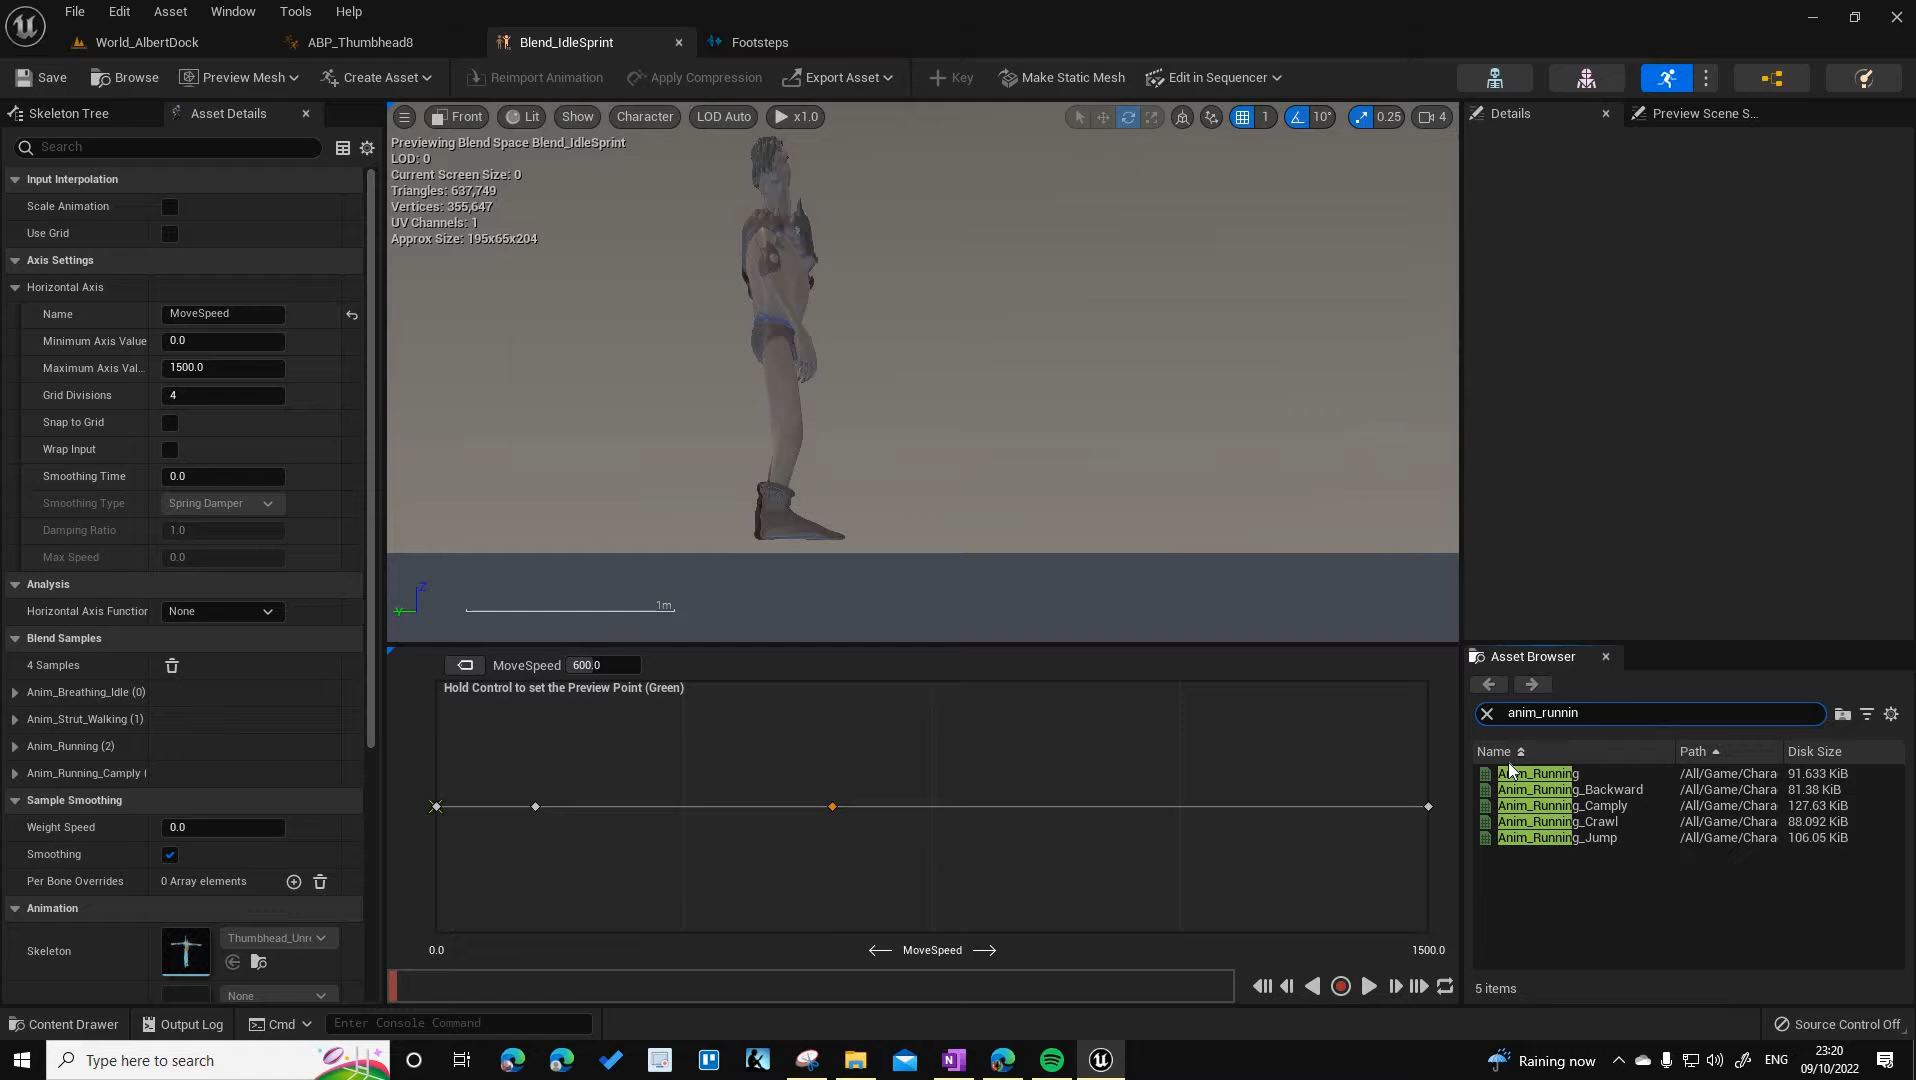 File Edit Asset Window Tools Help
World_AlbertDock ABP_Thumbhead8 Blend_IdleSprint Footsteps
Save Browse Preview Mesh Create Asset Reimport Animation Apply Compression Export Asset Key Make Static Mesh Edit in Sequencer
Skeleton Tree Asset Details
Search
Input Interpolation
Scale Animation
Use Grid
Axis Settings
Horizontal Axis
Name MoveSpeed
Minimum Axis Value 0.0
Maximum Axis Val... 1500.0
Grid Divisions 4
Snap to Grid
Wrap Input
Smoothing Time 0.0
Smoothing Type Spring Damper
Damping Ratio 1.0
Max Speed 0.0
Analysis
Horizontal Axis Function None
Blend Samples
4 Samples
Anim_Breathing_Idle (0)
Anim_Strut_Walking (1)
Anim_Running (2)
Anim_Running_Camply (
Sample Smoothing
Weight Speed 0.0
Smoothing
Per Bone Overrides 0 Array elements
Animation
Skeleton Thumbhead_Unr
None
Front Lit Show Character LOD Auto x1.0 1 10° 0.25 4
Previewing Blend Space Blend_IdleSprint
LOD: 0
Current Screen Size: 0
Triangles: 637,749
Vertices: 355,647
UV Channels: 1
Approx Size: 195x65x204
Z
Y
1m
MoveSpeed 600.0
Hold Control to set the Preview Point (Green)
0.0 MoveSpeed 1500.0
Details Preview Scene S...
Asset Browser
anim_runnin
Name Path Disk Size
Anim_Running /All/Game/Chara 91.633 KiB
Anim_Running_Backward /All/Game/Chara 81.38 KiB
Anim_Running_Camply /All/Game/Chara 127.63 KiB
Anim_Running_Crawl /All/Game/Chara 88.092 KiB
Anim_Running_Jump /All/Game/Chara 106.05 KiB
5 items
Content Drawer Output Log Cmd Enter Console Command Source Control Off
Type here to search Raining now ENG 23:20
09/10/2022